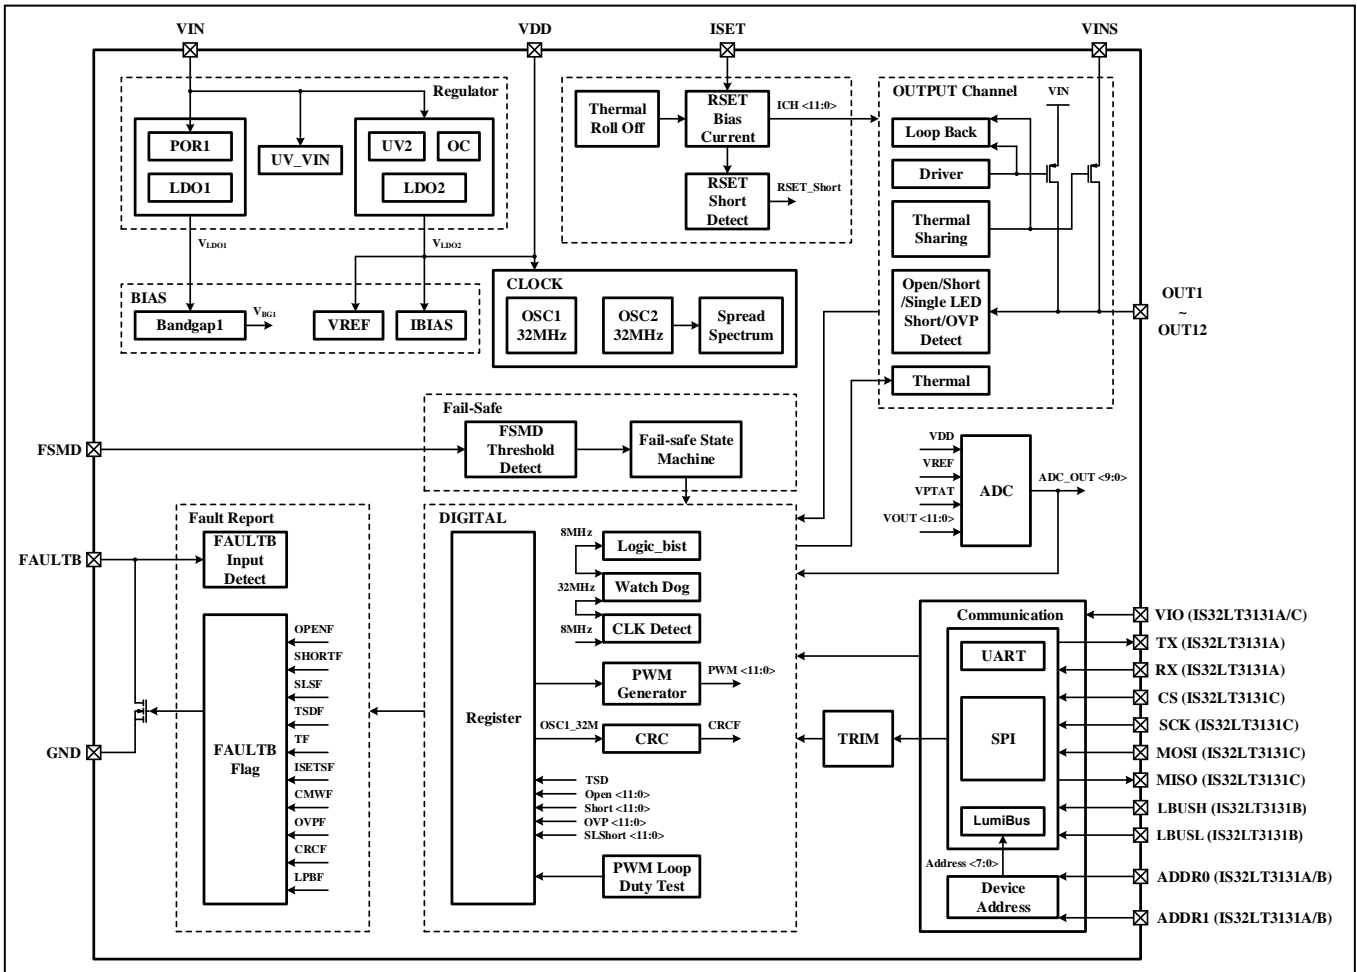 VIN
VDD
ISET
VINS
Regulator
POR1
LDO1
UV_VIN
UV2
OC
LDO2
VLDO1
VLDO2
BIAS
Bandgap1
VBG1
VREF
IBIAS
Thermal
Roll Off
RSET
Bias
Current
ICH <11:0>
RSET
Short
Detect
RSET_Short
CLOCK
OSC1
32MHz
OSC2
32MHz
Spread
Spectrum
OUTPUT Channel
VIN
Loop Back
Driver
Thermal
Sharing
Open/Short
/Single LED
Short/OVP
Detect
Thermal
OUT1
~
OUT12
FSMD
Fail-Safe
FSMD
Threshold
Detect
Fail-safe State
Machine
VDD
VREF
VPTAT
VOUT <11:0>
ADC
ADC_OUT <9:0>
FAULTB
GND
Fault Report
FAULTB
Input
Detect
FAULTB
Flag
OPENF
SHORTF
SLSF
TSDF
TF
ISETSF
CMWF
OVPF
CRCF
LPBF
DIGITAL
Register
8MHz
Logic_bist
Watch Dog
32MHz
CLK Detect
8MHz
PWM
Generator
PWM <11:0>
OSC1_32M
CRC
CRCF
TSD
Open <11:0>
Short <11:0>
OVP <11:0>
SLShort <11:0>
PWM Loop
Duty Test
TRIM
Communication
UART
SPI
LumiBus
Address <7:0>
Device
Address
VIO (IS32LT3131A/C)
TX (IS32LT3131A)
RX (IS32LT3131A)
CS (IS32LT3131C)
SCK (IS32LT3131C)
MOSI (IS32LT3131C)
MISO (IS32LT3131C)
LBUSH (IS32LT3131B)
LBUSL (IS32LT3131B)
ADDR0 (IS32LT3131A/B)
ADDR1 (IS32LT3131A/B)